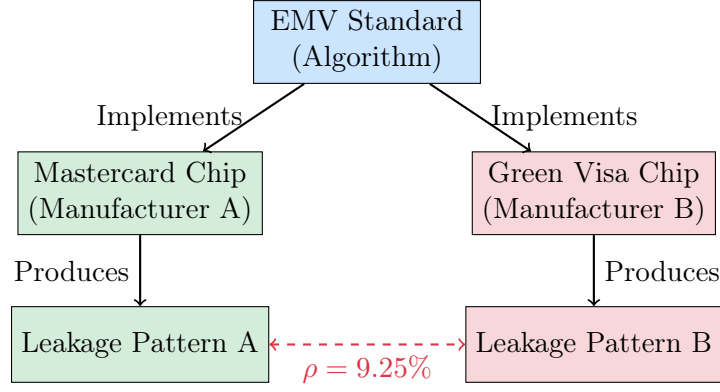 EMV Standard
(Algorithm)
Implements
Implements
Mastercard Chip
(Manufacturer A)
Green Visa Chip
(Manufacturer B)
Produces
Produces
Leakage Pattern A
Leakage Pattern B
ρ = 9.25%